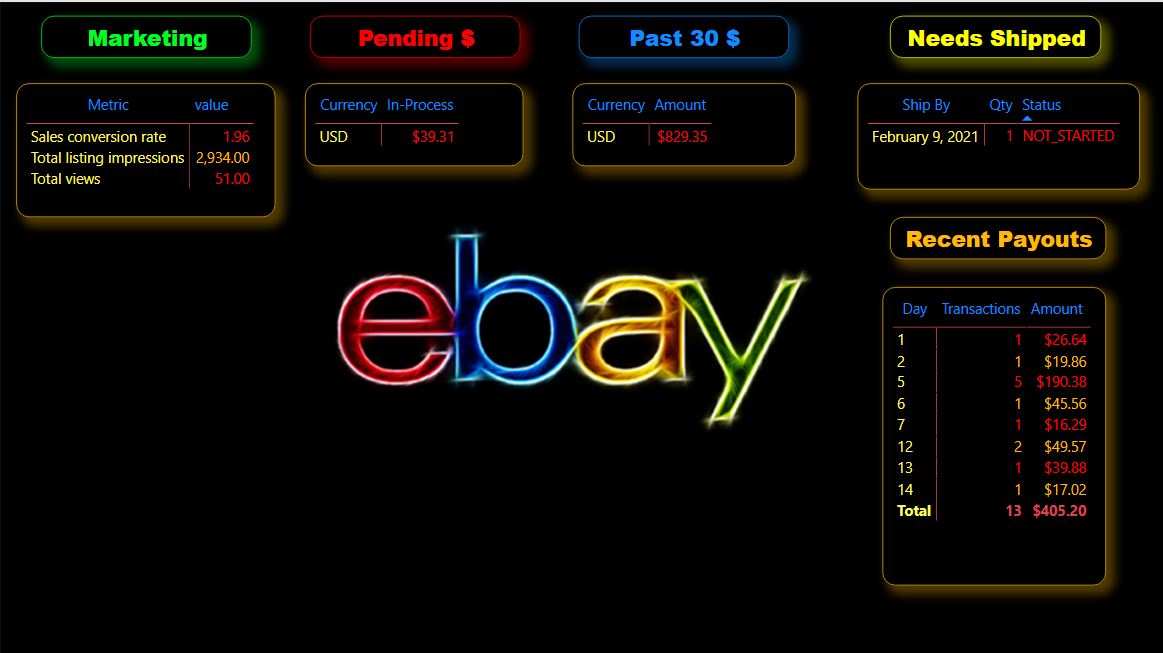 Marketing
Pending $
Past 30 $
Needs Shipped
Metric value
Sales conversion rate 1.96
Total listing impressions 2,934.00
Total views 51.00
Currency In-Process
USD $39.31
Currency Amount
USD $829.35
Ship By Qty Status
February 9, 2021 1 NOT_STARTED
ebay
Recent Payouts
Day Transactions Amount
1 1 $26.64
2 1 $19.86
5 5 $190.38
6 1 $45.56
7 1 $16.29
12 2 $49.57
13 1 $39.88
14 1 $17.02
Total 13 $405.20